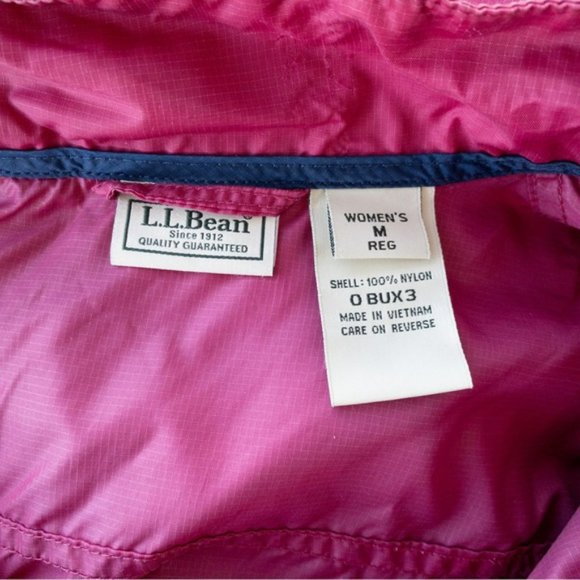 L.L.Bean®
Since 1912
QUALITY GUARANTEED
WOMEN'S
M
REG
SHELL: 100% NYLON
0 BUX3
MADE IN VIETNAM
CARE ON REVERSE